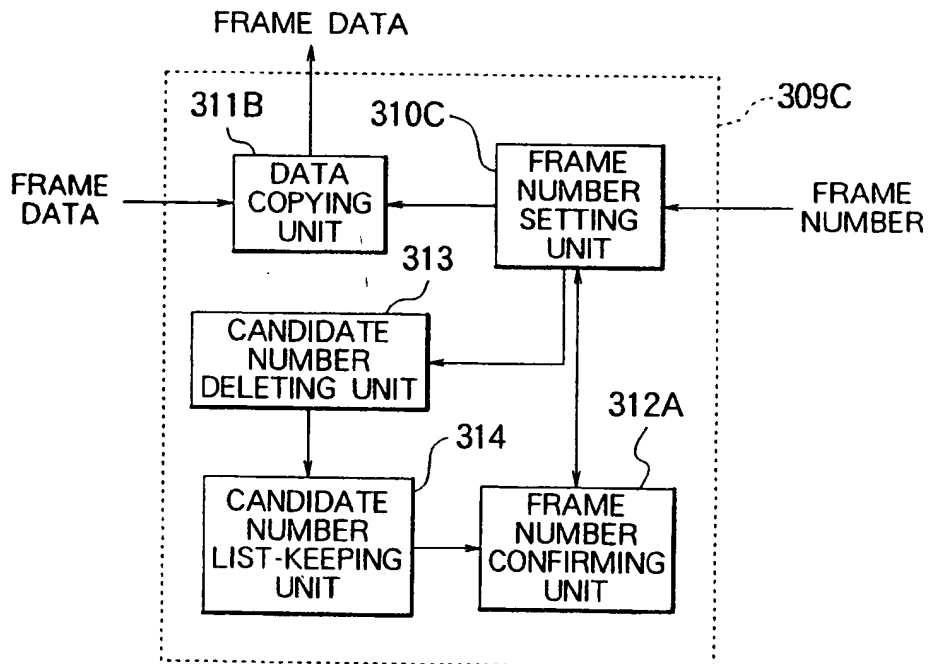 FRAME DATA
311B
310C
309C
FRAME
DATA
DATA
COPYING
UNIT
FRAME
NUMBER
SETTING
UNIT
FRAME
NUMBER
313
CANDIDATE
NUMBER
DELETING UNIT
312A
314
CANDIDATE
NUMBER
LIST-KEEPING
UNIT
FRAME
NUMBER
CONFIRMING
UNIT